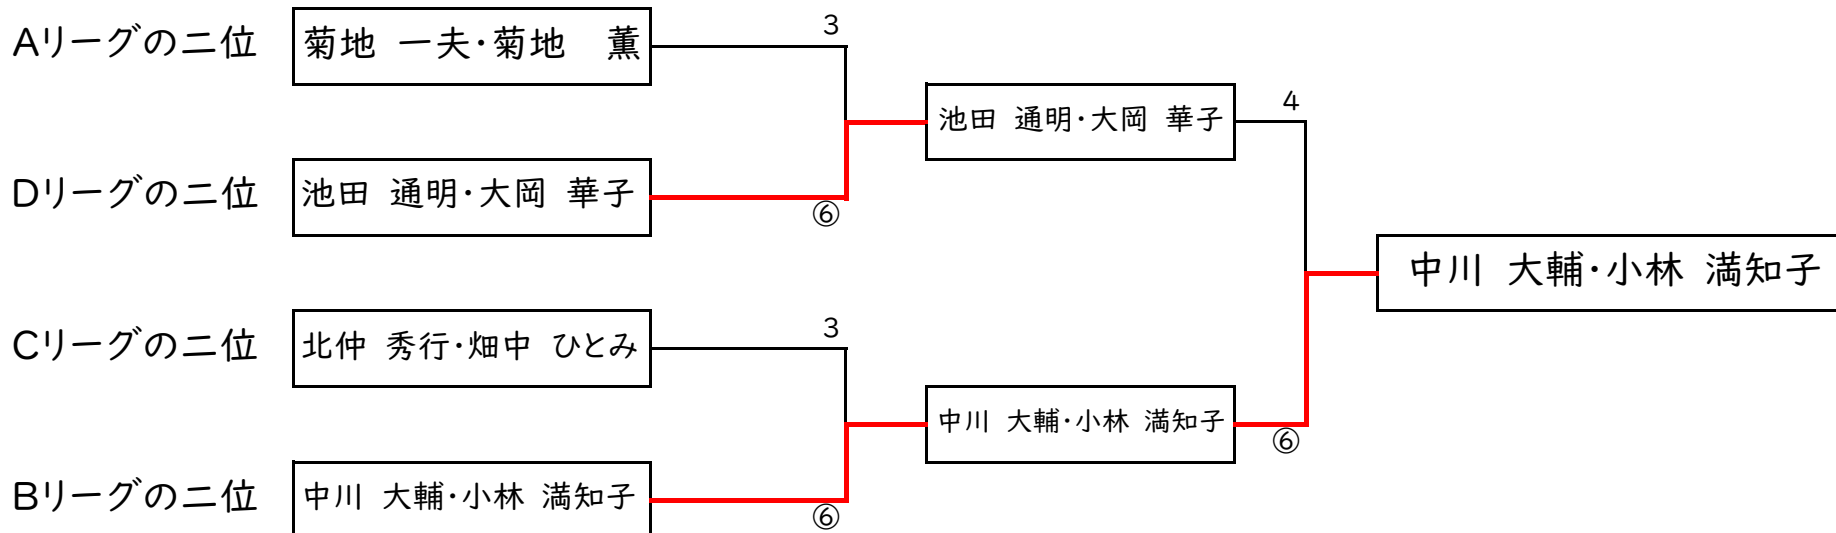 Aリーグの二位 菊地 一夫・菊地 薫 3
池田 通明・大岡 華子 4
Dリーグの二位 池田 通明・大岡 華子 ⑥
中川 大輔・小林 満知子
Cリーグの二位 北仲 秀行・畑中 ひとみ 3
中川 大輔・小林 満知子 ⑥
Bリーグの二位 中川 大輔・小林 満知子 ⑥